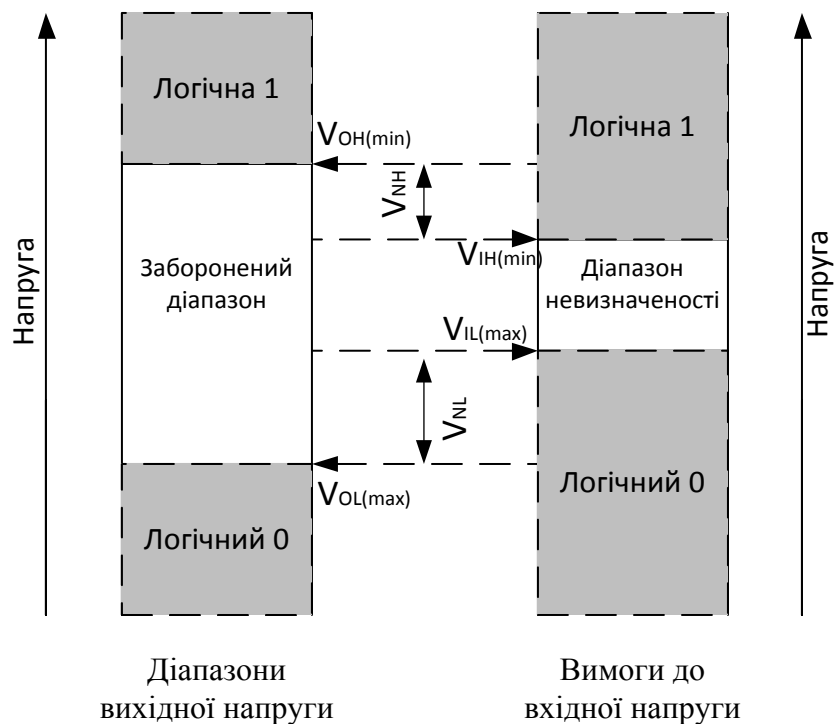 Напруга
Логічна 1
Заборонений
діапазон
Логічний 0
VOH(min)
VNH
VIH(min)
VIL(max)
VNL
VOL(max)
Логічна 1
Діапазон
невизначеності
Логічний 0
Напруга
Діапазони
вихідної напруги
Вимоги до
вхідної напруги